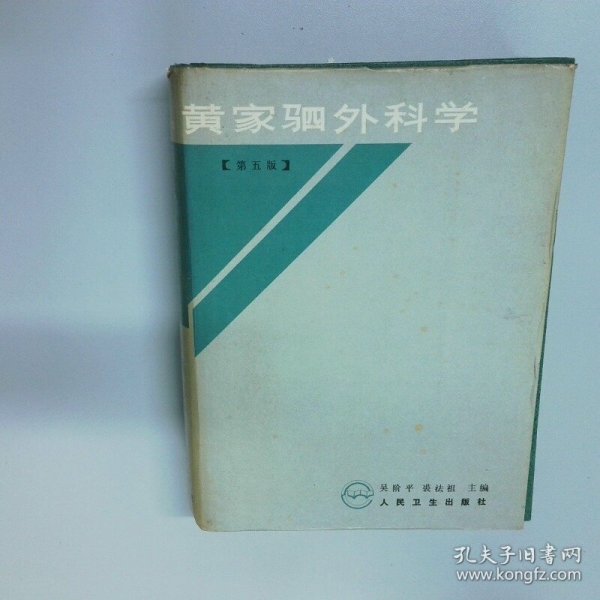 黄家驷外科学
【第五版】
吴阶平 裘法祖 主编
人民卫生出版社
孔夫子旧书网
www.kongfz.com